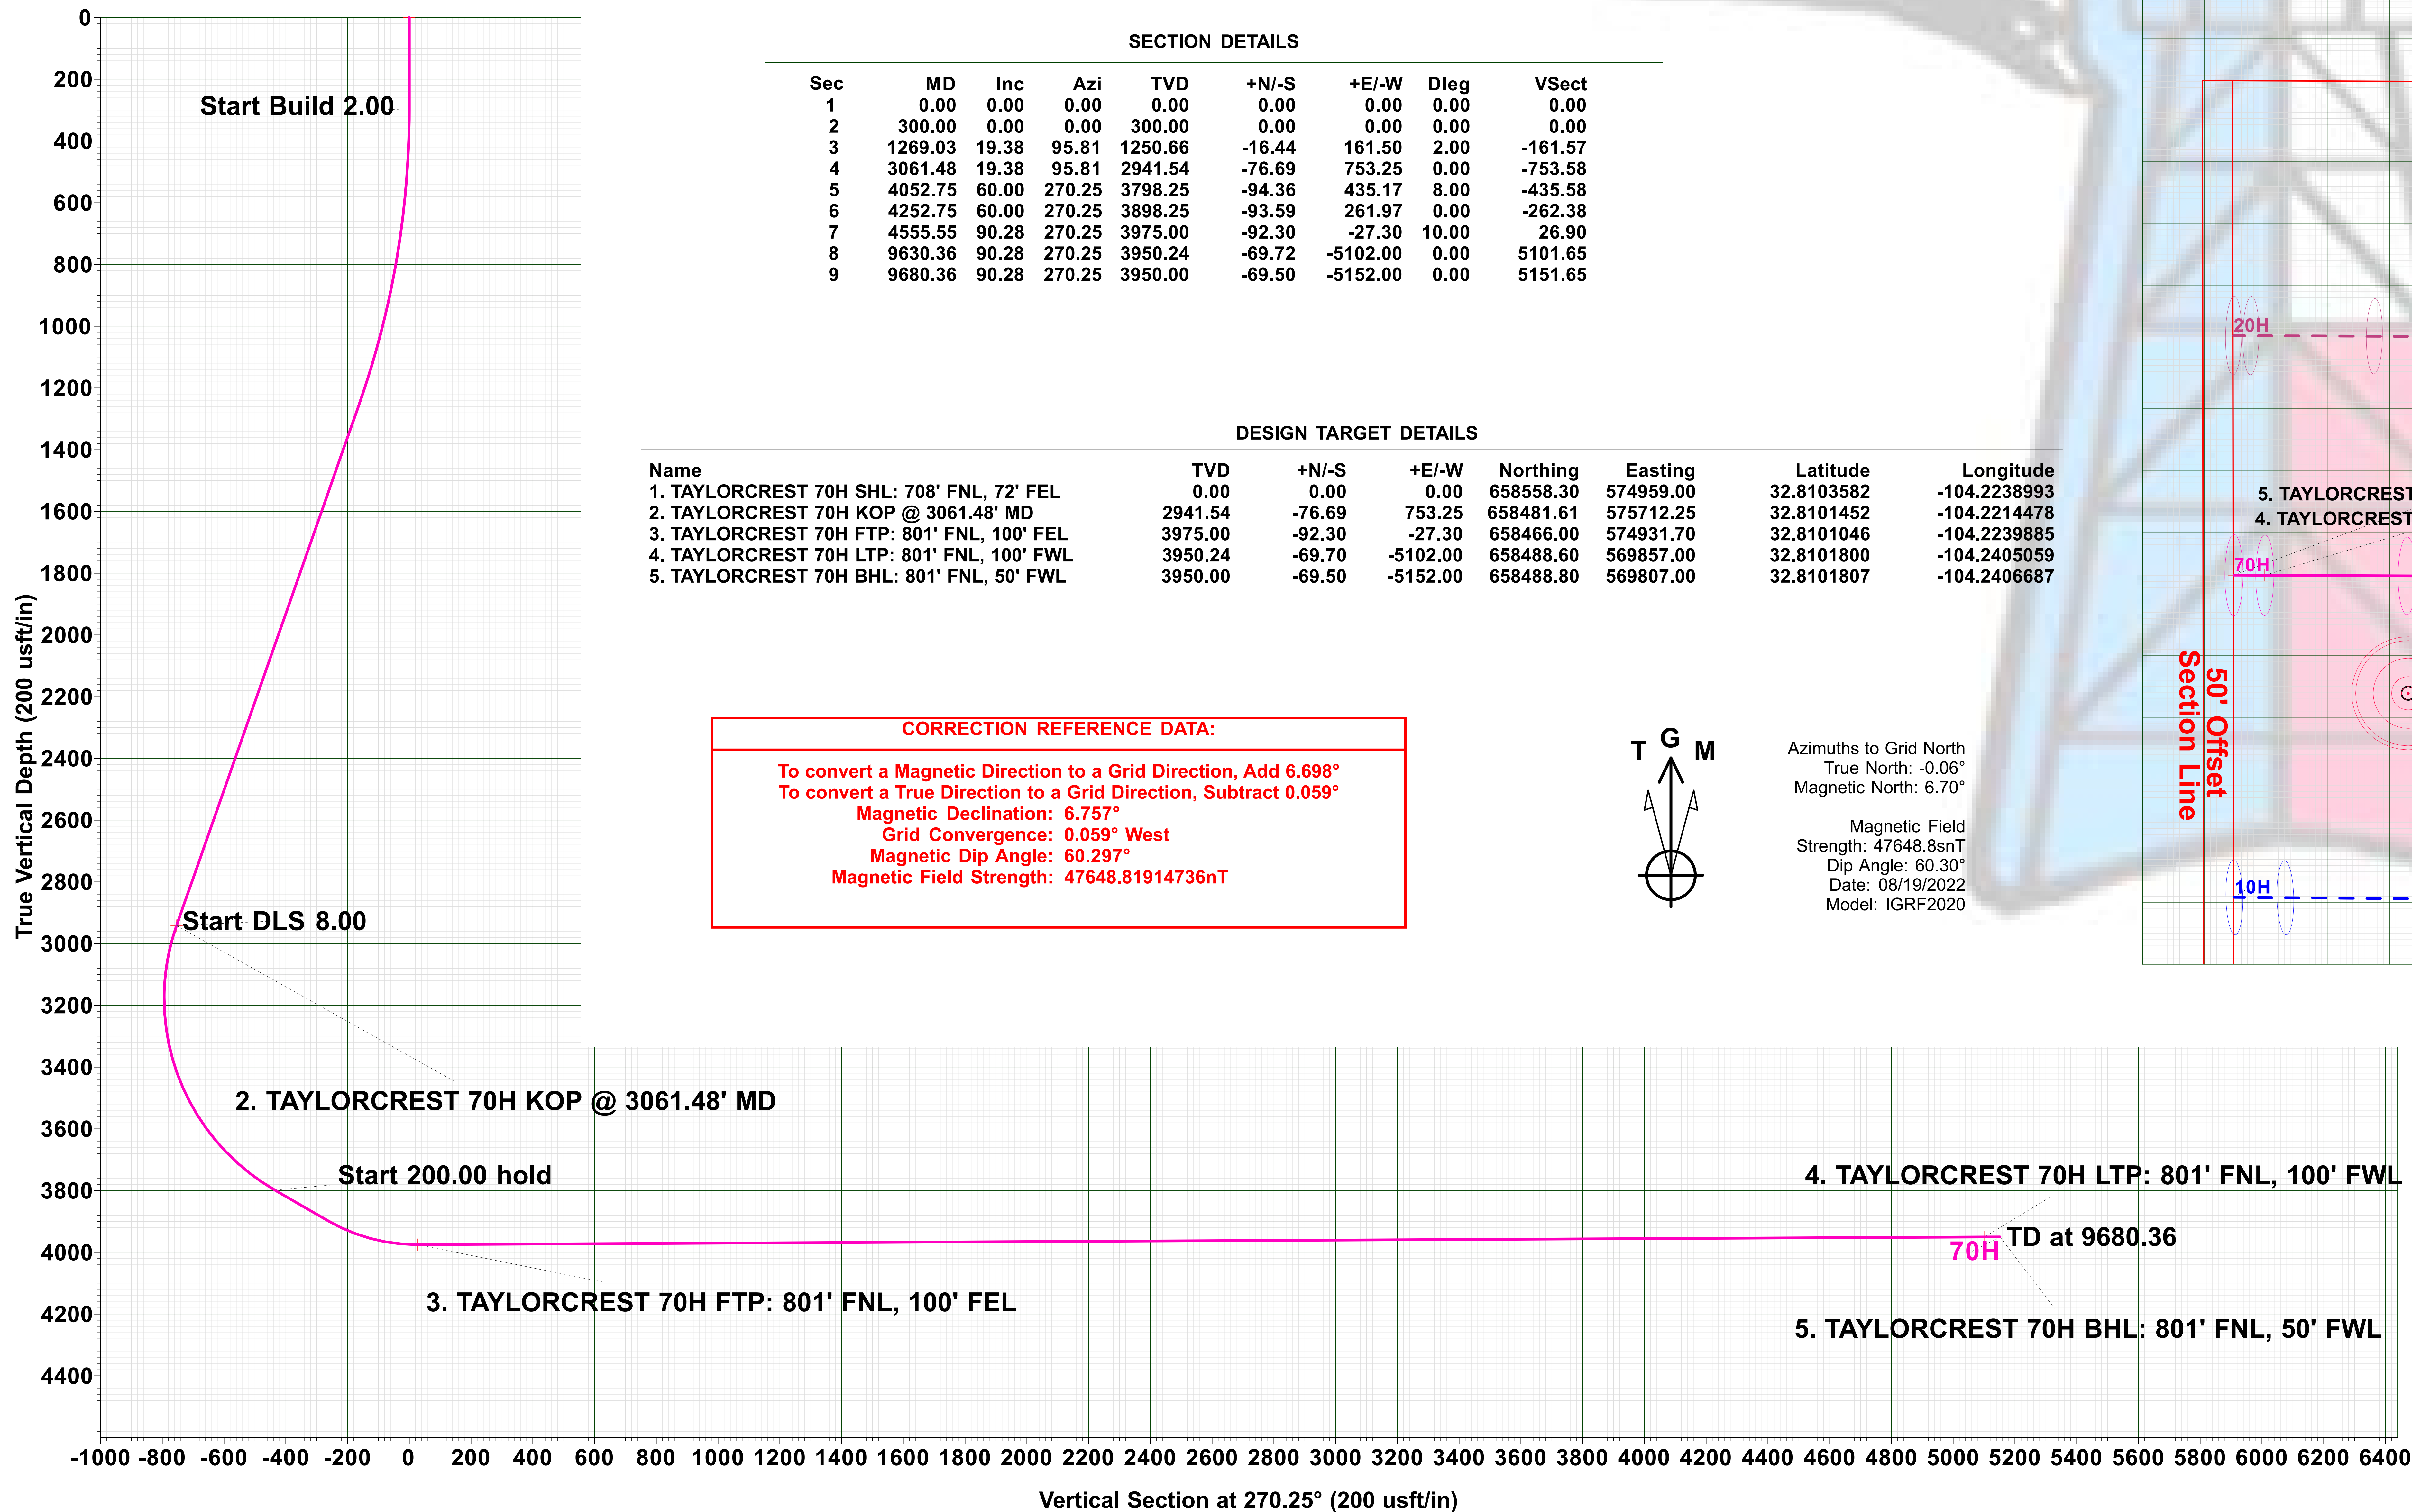 SECTION DETAILS
Sec MD Inc Azi TVD +N/-S +E/-W Dleg VSect
1 0.00 0.00 0.00 0.00 0.00 0.00 0.00 0.00
2 300.00 0.00 0.00 300.00 0.00 0.00 0.00 0.00
3 1269.03 19.38 95.81 1250.66 -16.44 161.50 2.00 -161.57
4 3061.48 19.38 95.81 2941.54 -76.69 753.25 0.00 -753.58
5 4052.75 60.00 270.25 3798.25 -94.36 435.17 8.00 -435.58
6 4252.75 60.00 270.25 3898.25 -93.59 261.97 0.00 -262.38
7 4555.55 90.28 270.25 3975.00 -92.30 -27.30 10.00 26.90
8 9630.36 90.28 270.25 3950.24 -69.72 -5102.00 0.00 5101.65
9 9680.36 90.28 270.25 3950.00 -69.50 -5152.00 0.00 5151.65
DESIGN TARGET DETAILS
Name TVD +N/-S +E/-W Northing Easting Latitude Longitude
1. TAYLORCREST 70H SHL: 708' FNL, 72' FEL 0.00 0.00 0.00 658558.30 574959.00 32.8103582 -104.2238993
2. TAYLORCREST 70H KOP @ 3061.48' MD 2941.54 -76.69 753.25 658481.61 575712.25 32.8101452 -104.2214478
3. TAYLORCREST 70H FTP: 801' FNL, 100' FEL 3975.00 -92.30 -27.30 658466.00 574931.70 32.8101046 -104.2239885
4. TAYLORCREST 70H LTP: 801' FNL, 100' FWL 3950.24 -69.70 -5102.00 658488.60 569857.00 32.8101800 -104.2405059
5. TAYLORCREST 70H BHL: 801' FNL, 50' FWL 3950.00 -69.50 -5152.00 658488.80 569807.00 32.8101807 -104.2406687
CORRECTION REFERENCE DATA:
To convert a Magnetic Direction to a Grid Direction, Add 6.698°
To convert a True Direction to a Grid Direction, Subtract 0.059°
Magnetic Declination: 6.757°
Grid Convergence: 0.059° West
Magnetic Dip Angle: 60.297°
Magnetic Field Strength: 47648.81914736nT
T G M
Azimuths to Grid North
True North: -0.06°
Magnetic North: 6.70°
Magnetic Field
Strength: 47648.8snT
Dip Angle: 60.30°
Date: 08/19/2022
Model: IGRF2020
20H
5. TAYLORCREST
4. TAYLORCREST
70H
50' Offset
Section Line
10H
True Vertical Depth (200 usft/in)
0
200
400
600
800
1000
1200
1400
1600
1800
2000
2200
2400
2600
2800
3000
3200
3400
3600
3800
4000
4200
4400
Start Build 2.00
Start DLS 8.00
2. TAYLORCREST 70H KOP @ 3061.48' MD
Start 200.00 hold
3. TAYLORCREST 70H FTP: 801' FNL, 100' FEL
4. TAYLORCREST 70H LTP: 801' FNL, 100' FWL
TD at 9680.36
70H
5. TAYLORCREST 70H BHL: 801' FNL, 50' FWL
-1000 -800 -600 -400 -200 0 200 400 600 800 1000 1200 1400 1600 1800 2000 2200 2400 2600 2800 3000 3200 3400 3600 3800 4000 4200 4400 4600 4800 5000 5200 5400 5600 5800 6000 6200 6400
Vertical Section at 270.25° (200 usft/in)